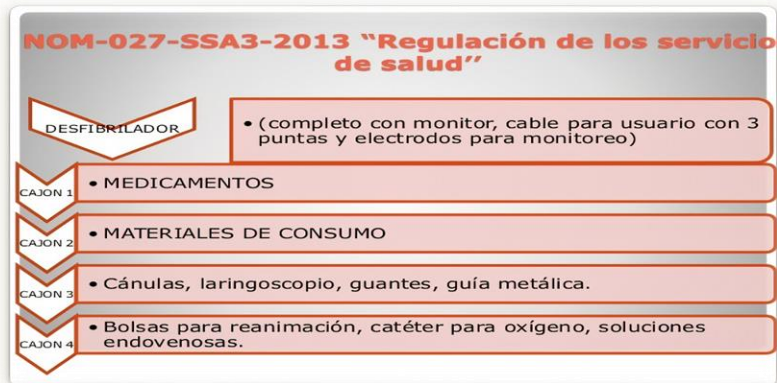 NOM-027-SSA3-2013 “Regulación de los servicio
de salud”
DESFIBRILADOR
• (completo con monitor, cable para usuario con 3
puntas y electrodos para monitoreo)
CAJON 1
• MEDICAMENTOS
CAJON 2
• MATERIALES DE CONSUMO
CAJON 3
• Cánulas, laringoscopio, guantes, guía metálica.
CAJON 4
• Bolsas para reanimación, catéter para oxígeno, soluciones
endovenosas.